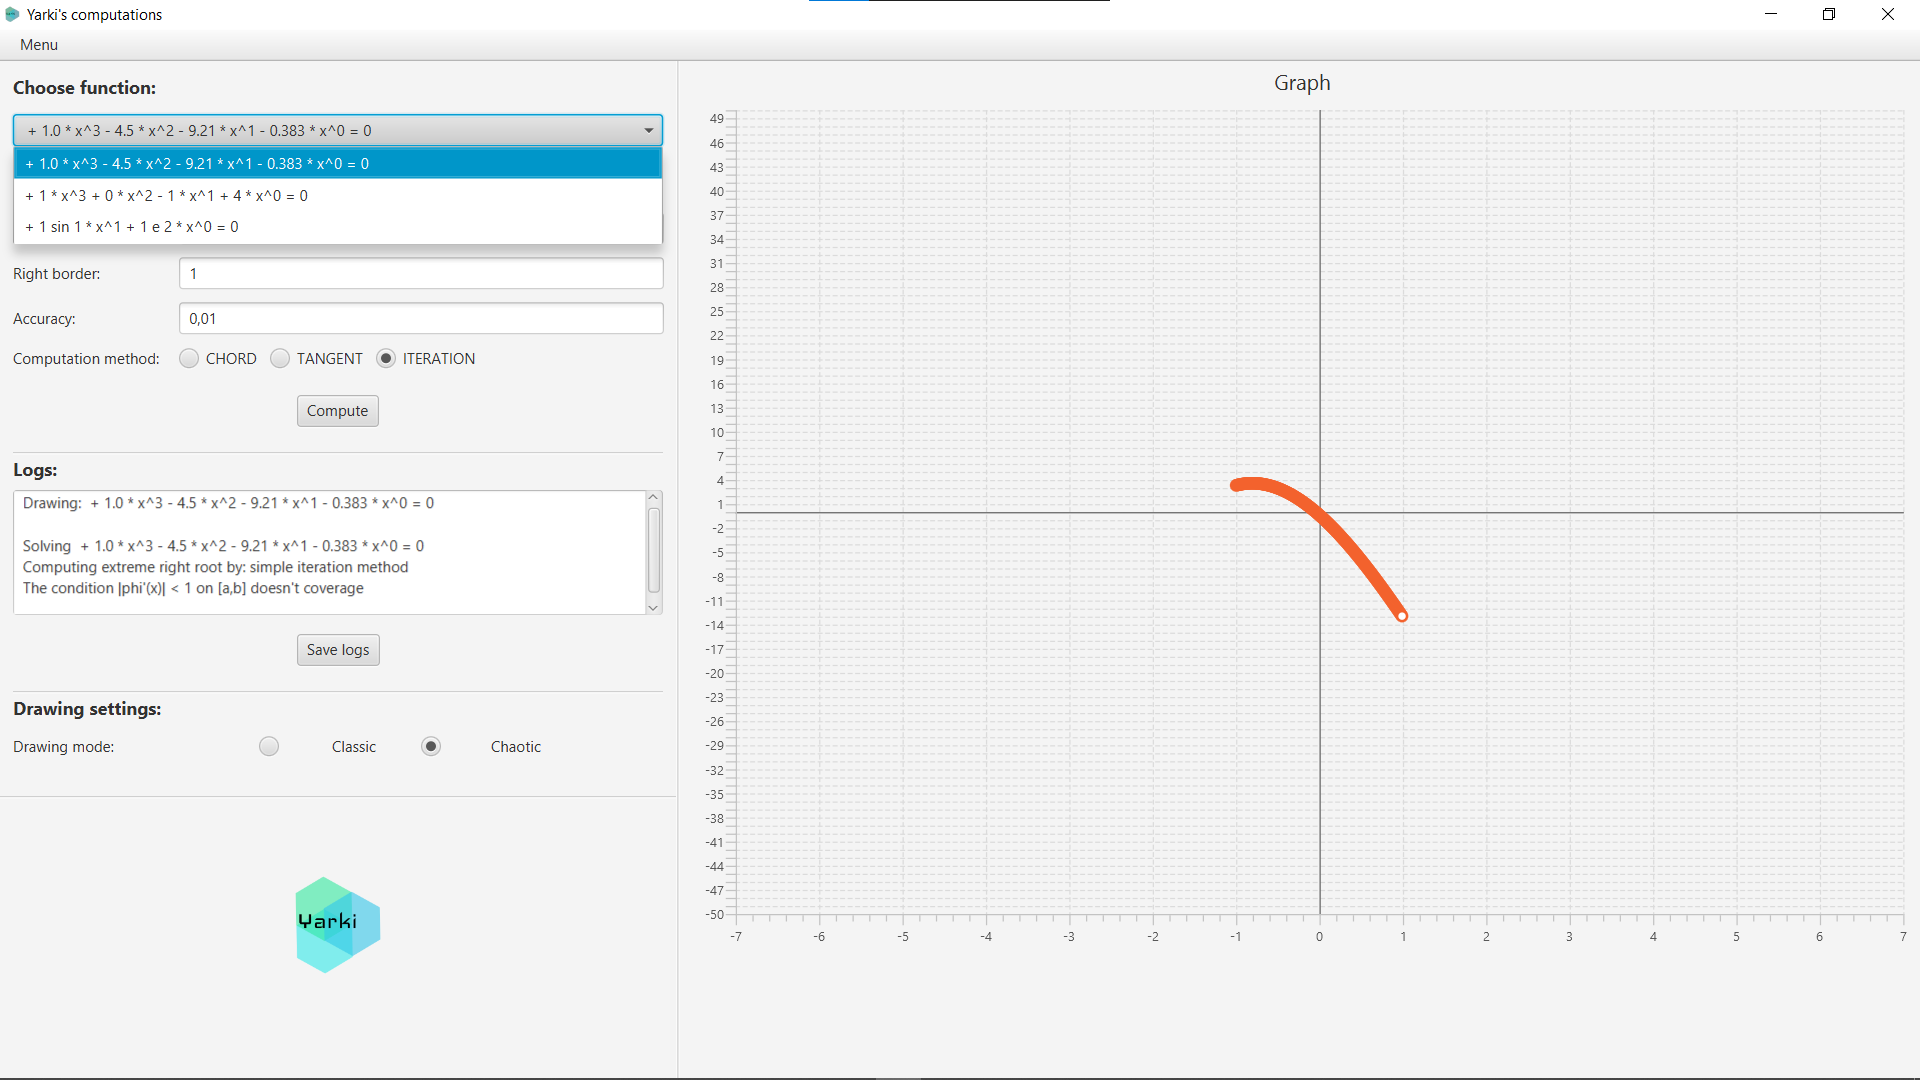 Yarki's computations
Menu
Choose function:
+ 1.0 * x^3 - 4.5 * x^2 - 9.21 * x^1 - 0.383 * x^0 = 0
+ 1.0 * x^3 - 4.5 * x^2 - 9.21 * x^1 - 0.383 * x^0 = 0
+ 1 * x^3 + 0 * x^2 - 1 * x^1 + 4 * x^0 = 0
+ 1 sin 1 * x^1 + 1 e 2 * x^0 = 0
Right border:
1
Accuracy:
0,01
Computation method:
CHORD
TANGENT
ITERATION
Compute
Logs:
Drawing:  + 1.0 * x^3 - 4.5 * x^2 - 9.21 * x^1 - 0.383 * x^0 = 0
Solving  + 1.0 * x^3 - 4.5 * x^2 - 9.21 * x^1 - 0.383 * x^0 = 0
Computing extreme right root by: simple iteration method
The condition |phi'(x)| < 1 on [a,b] doesn't coverage
Save logs
Drawing settings:
Drawing mode:
Classic
Chaotic
Yarki
Graph
49
46
43
40
37
34
31
28
25
22
19
16
13
10
7
4
1
-2
-5
-8
-11
-14
-17
-20
-23
-26
-29
-32
-35
-38
-41
-44
-47
-50
-7
-6
-5
-4
-3
-2
-1
0
1
2
3
4
5
6
7